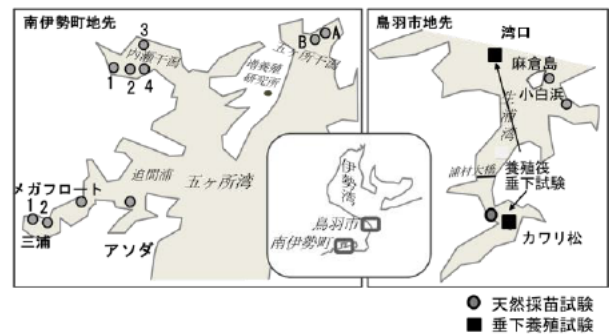 南伊勢町地先
3
内瀬干潟
1 2 4
B A
五ヶ所干潟
増養殖
研究所
迫間浦
五ヶ所湾
メガフロート
1 2
三浦
アソダ
伊勢湾
鳥羽市
南伊勢町
鳥羽市地先
湾口
麻倉島
小白浜
生浦湾
浦村大橋
養殖筏
垂下試験
カワリ松
天然採苗試験
垂下養殖試験